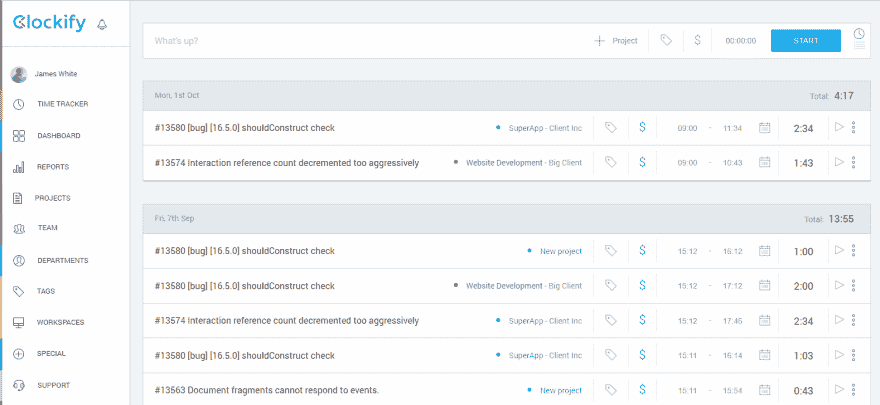 Clockify
What's up?
Project
$
00:00:00
START
James White
TIME TRACKER
DASHBOARD
REPORTS
PROJECTS
TEAM
DEPARTMENTS
TAGS
WORKSPACES
SPECIAL
SUPPORT
Mon, 1st Oct Total: 4:17
#13580 [bug] [16.5.0] shouldConstruct check SuperApp - Client Inc $ 09:00 - 11:34 2:34
#13574 Interaction reference count decremented too aggressively Website Development - Big Client $ 09:00 - 10:43 1:43
Fri, 7th Sep Total: 13:55
#13580 [bug] [16.5.0] shouldConstruct check New project $ 15:12 - 16:12 1:00
#13580 [bug] [16.5.0] shouldConstruct check Website Development - Big Client $ 15:12 - 17:12 2:00
#13574 Interaction reference count decremented too aggressively SuperApp - Client Inc $ 15:12 - 17:46 2:34
#13580 [bug] [16.5.0] shouldConstruct check SuperApp - Client Inc $ 15:11 - 16:14 1:03
#13563 Document fragments cannot respond to events. New project $ 15:11 - 15:54 0:43